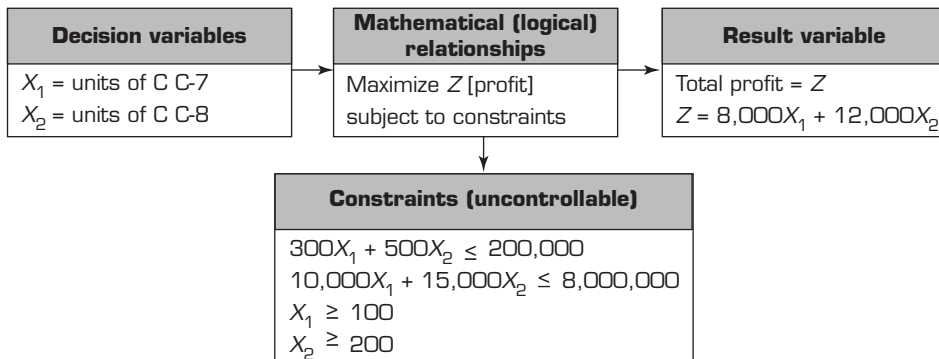 Decision variables
X₁ = units of C C-7
X₂ = units of C C-8
Mathematical (logical)
relationships
Maximize Z [profit]
subject to constraints
Result variable
Total profit = Z
Z = 8,000X₁ + 12,000X₂
Constraints (uncontrollable)
300X₁ + 500X₂ ≤ 200,000
10,000X₁ + 15,000X₂ ≤ 8,000,000
X₁ ≥ 100
X₂ ≥ 200